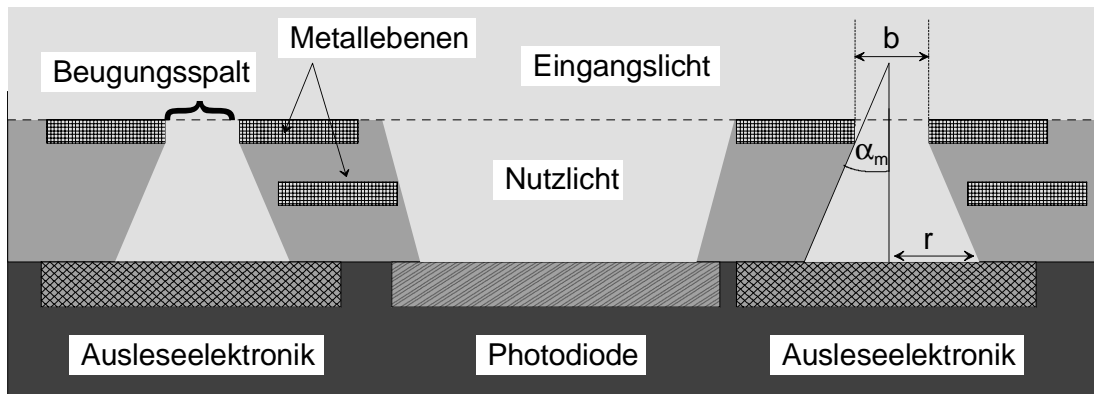 Metallebenen
b
Beugungsspalt
Eingangslicht
αm
Nutzlicht
r
Ausleseelektronik
Photodiode
Ausleseelektronik